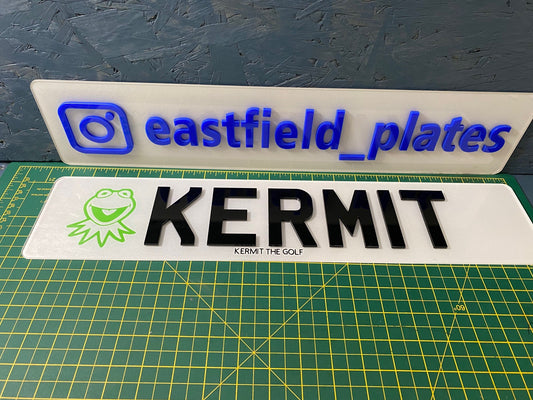 eastfield_plates
KERMIT
KERMIT THE GOLF